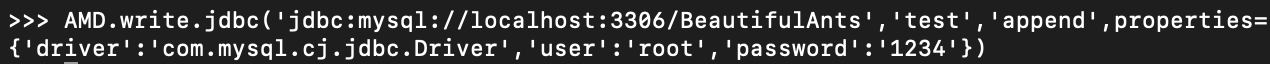 >>> AMD.write.jdbc('jdbc:mysql://localhost:3306/BeautifulAnts','test','append',properties=
{'driver':'com.mysql.cj.jdbc.Driver','user':'root','password':'1234'})